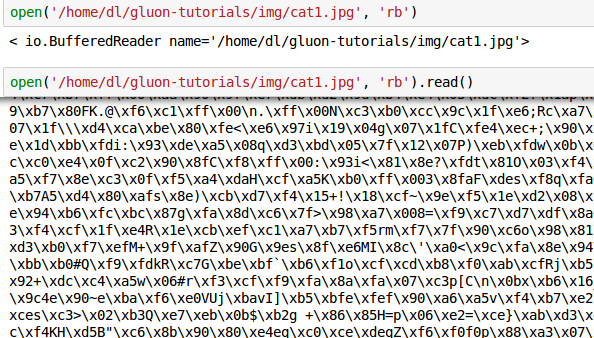 open('/home/dl/gluon-tutorials/img/cat1.jpg', 'rb')
< io.BufferedReader name='/home/dl/gluon-tutorials/img/cat1.jpg'>
open('/home/dl/gluon-tutorials/img/cat1.jpg', 'rb').read()
9\xb7\x80FK.@\xf6\xc1\xff\x00\n.\xff\x00N\xc3\xb0\xcc\x9c\x1f\xe6;Rc\xa7\
07\x1f\\\xd4\xca\xbe\x80\xfe<\xe6\x97i\x19\x04g\x07\x1fC\xfe4\xec+;\x90\x
e\x1d\xbb\xfdi:\x93\xde\xa5\x08q\xd3\xbd\x05\x7f\x12\x07P)\xeb\xfdw\x0b\x
c\xc0\xe4\x0f\xc2\x90\x8fC\xf8\xff\x00:\x93i<\x81\x8e?\xfdt\x81O\x03\xf4\
a5\xf7\x8e\xc3\x0f\xf5\xa4\xdaH\xcf\xa5K\xb0\xff\x003\x8faF\xdes\xf8q\xfa
\xb7A5\xd4\x80\xafs\x8e)\xcb\xd7\xf4\x15+!\x18\xcf~\x9e\xf5\x1e\xd2\x08\x
e\x94\xb6\xfc\xbc\x87g\xfa\x8d\xc6\x7f>\x98\xa7\x008=\xf9\xc7\xd7\xdf\x8a
3\xf4\xcf\x1f\xe4R\x1e\xcb\xef\xc1\xa7\xb7\xf5rm\xf7\x7f\x90\xc6o\x98\x81
xd3\xb0\xf7\xefM+\x9f\xafZ\x90G\x9es\x8f\xe6MI\x8c\'\xa0<\x9c\xfa\x8e\x94
\xbb\xb0#Q\xf9\xfdkR\xc7G\xbe\xbf`\xb6\xf1o\xcf\xcd\xb8\xf0\xab\xcfRj\xb5
x92+\xdc\xc4\xa5w\x06#r\xf3\xcf\xf9\xfa\x8a\xfa\x07\xc3p[C\n\x0bx\xb6\x16
\x9c4e\x90~e\xba\xf6\xe0VUj\xbavI]\xb5\xbfe\xfef\x90\xa6\xa5v\xf4\xb7\xe2
xces\xc3>\x02\xb3Q\xe7\xeb\x0b$\xb2g +\x86\x85H=p\x06\xe2=\xce}\xab\xd3\x
c\xf4KH\xd5B"\xc6\x8b\x90\x80\xe4eq\xc0\xce\xdeqZ\xf6\xf0f0p\x88\xa3\x07\